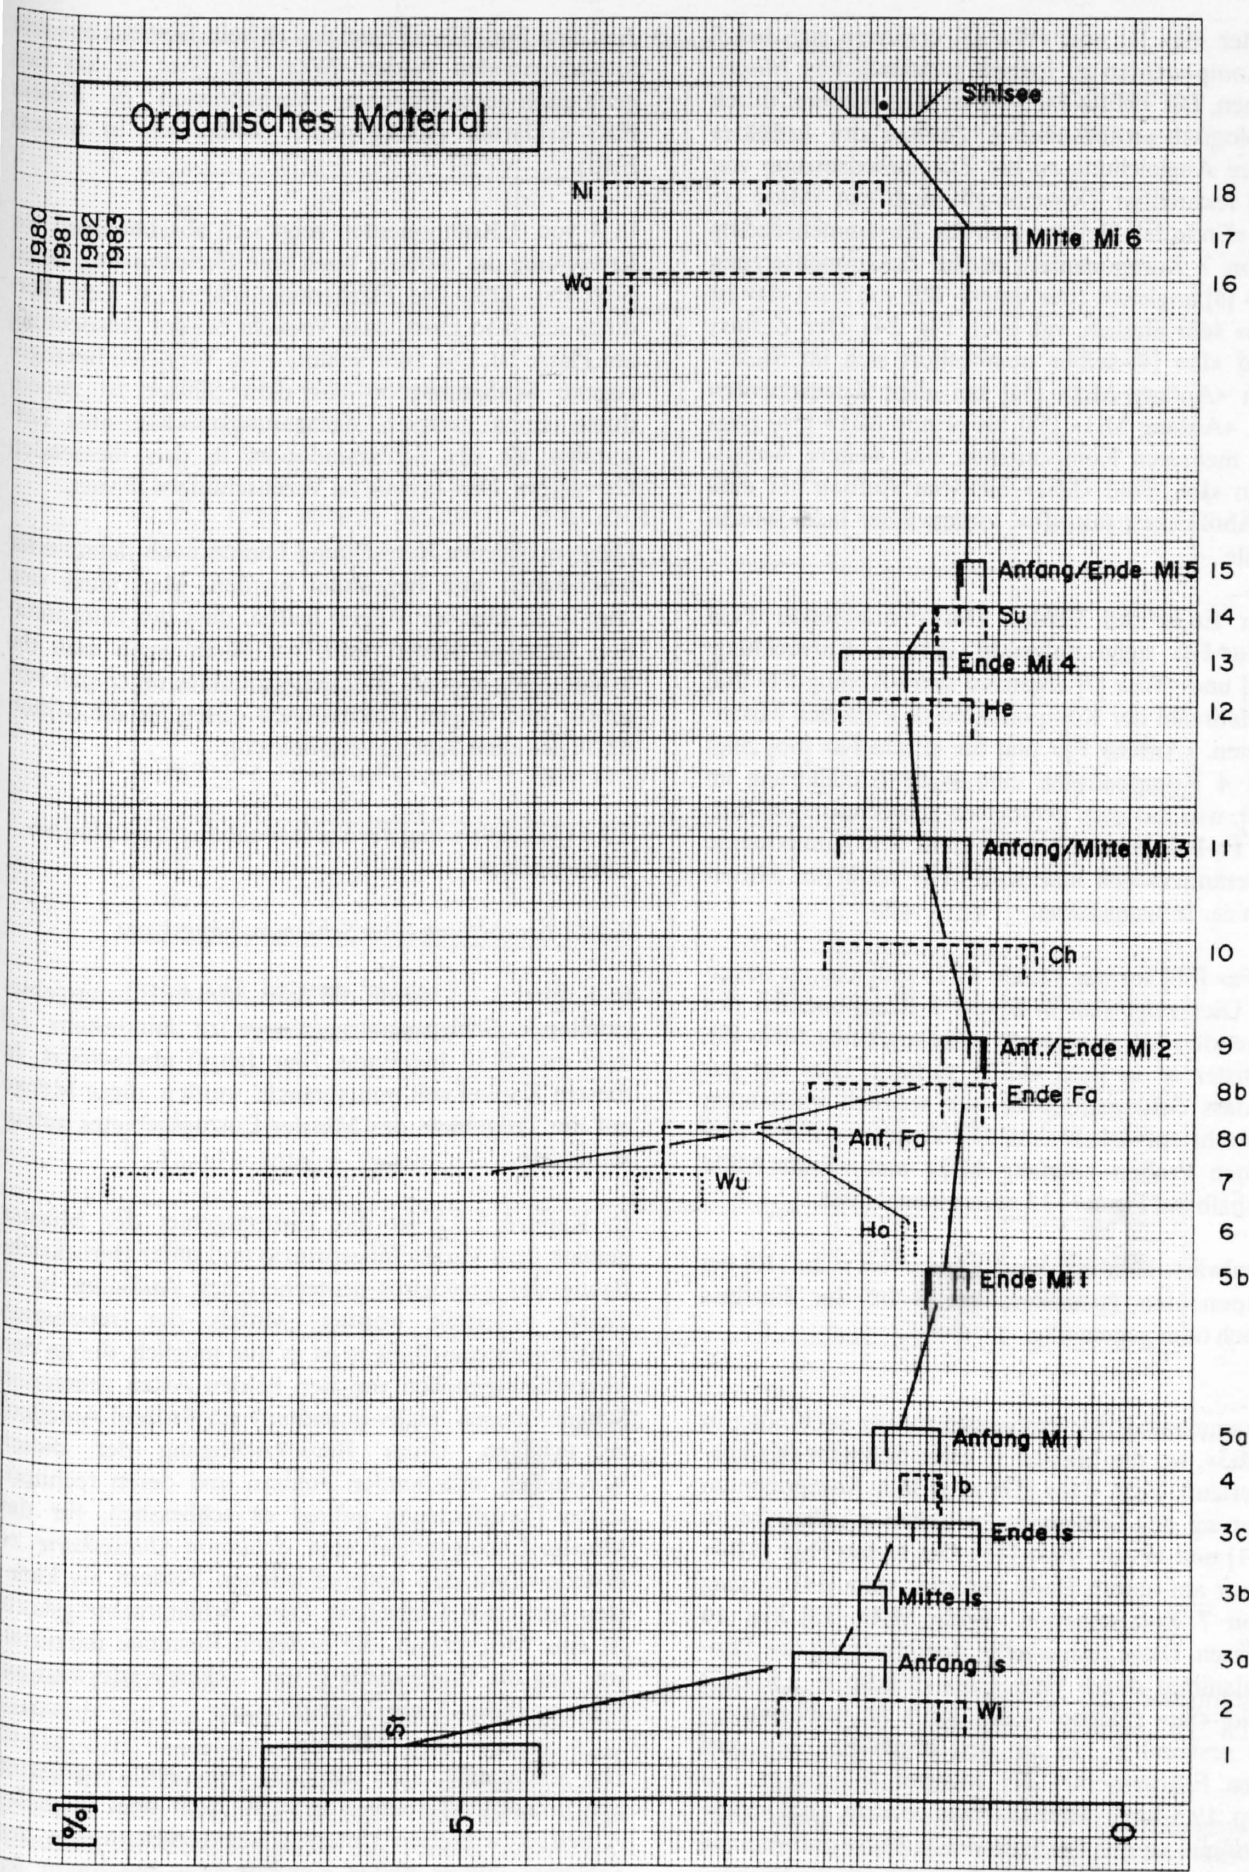 Organisches Material
Sihlsee
Ni
18
1980
1981
1982
1983
Mitte Mi 6
17
Wa
16
Anfang/Ende Mi 5
15
Su
14
Ende Mi 4
13
He
12
Anfang/Mitte Mi 3
11
Ch
10
Anf./Ende Mi 2
9
Ende Fa
8b
Anf. Fa
8a
Wu
7
Ho
6
Ende Mi 1
5b
Anfang Mi 1
5a
Ib
4
Ende Is
3c
Mitte Is
3b
Anfang Is
3a
Wi
2
St
1
[%]
5
0